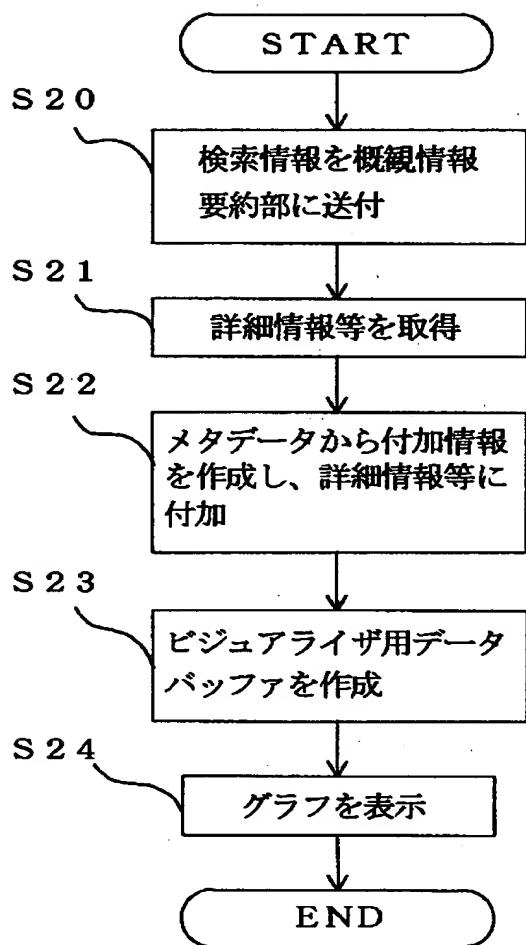 START
S20
検索情報を概観情報
要約部に送付
S21
詳細情報等を取得
S22
メタデータから付加情報
を作成し、詳細情報等に
付加
S23
ビジュアライザ用データ
バッファを作成
S24
グラフを表示
END